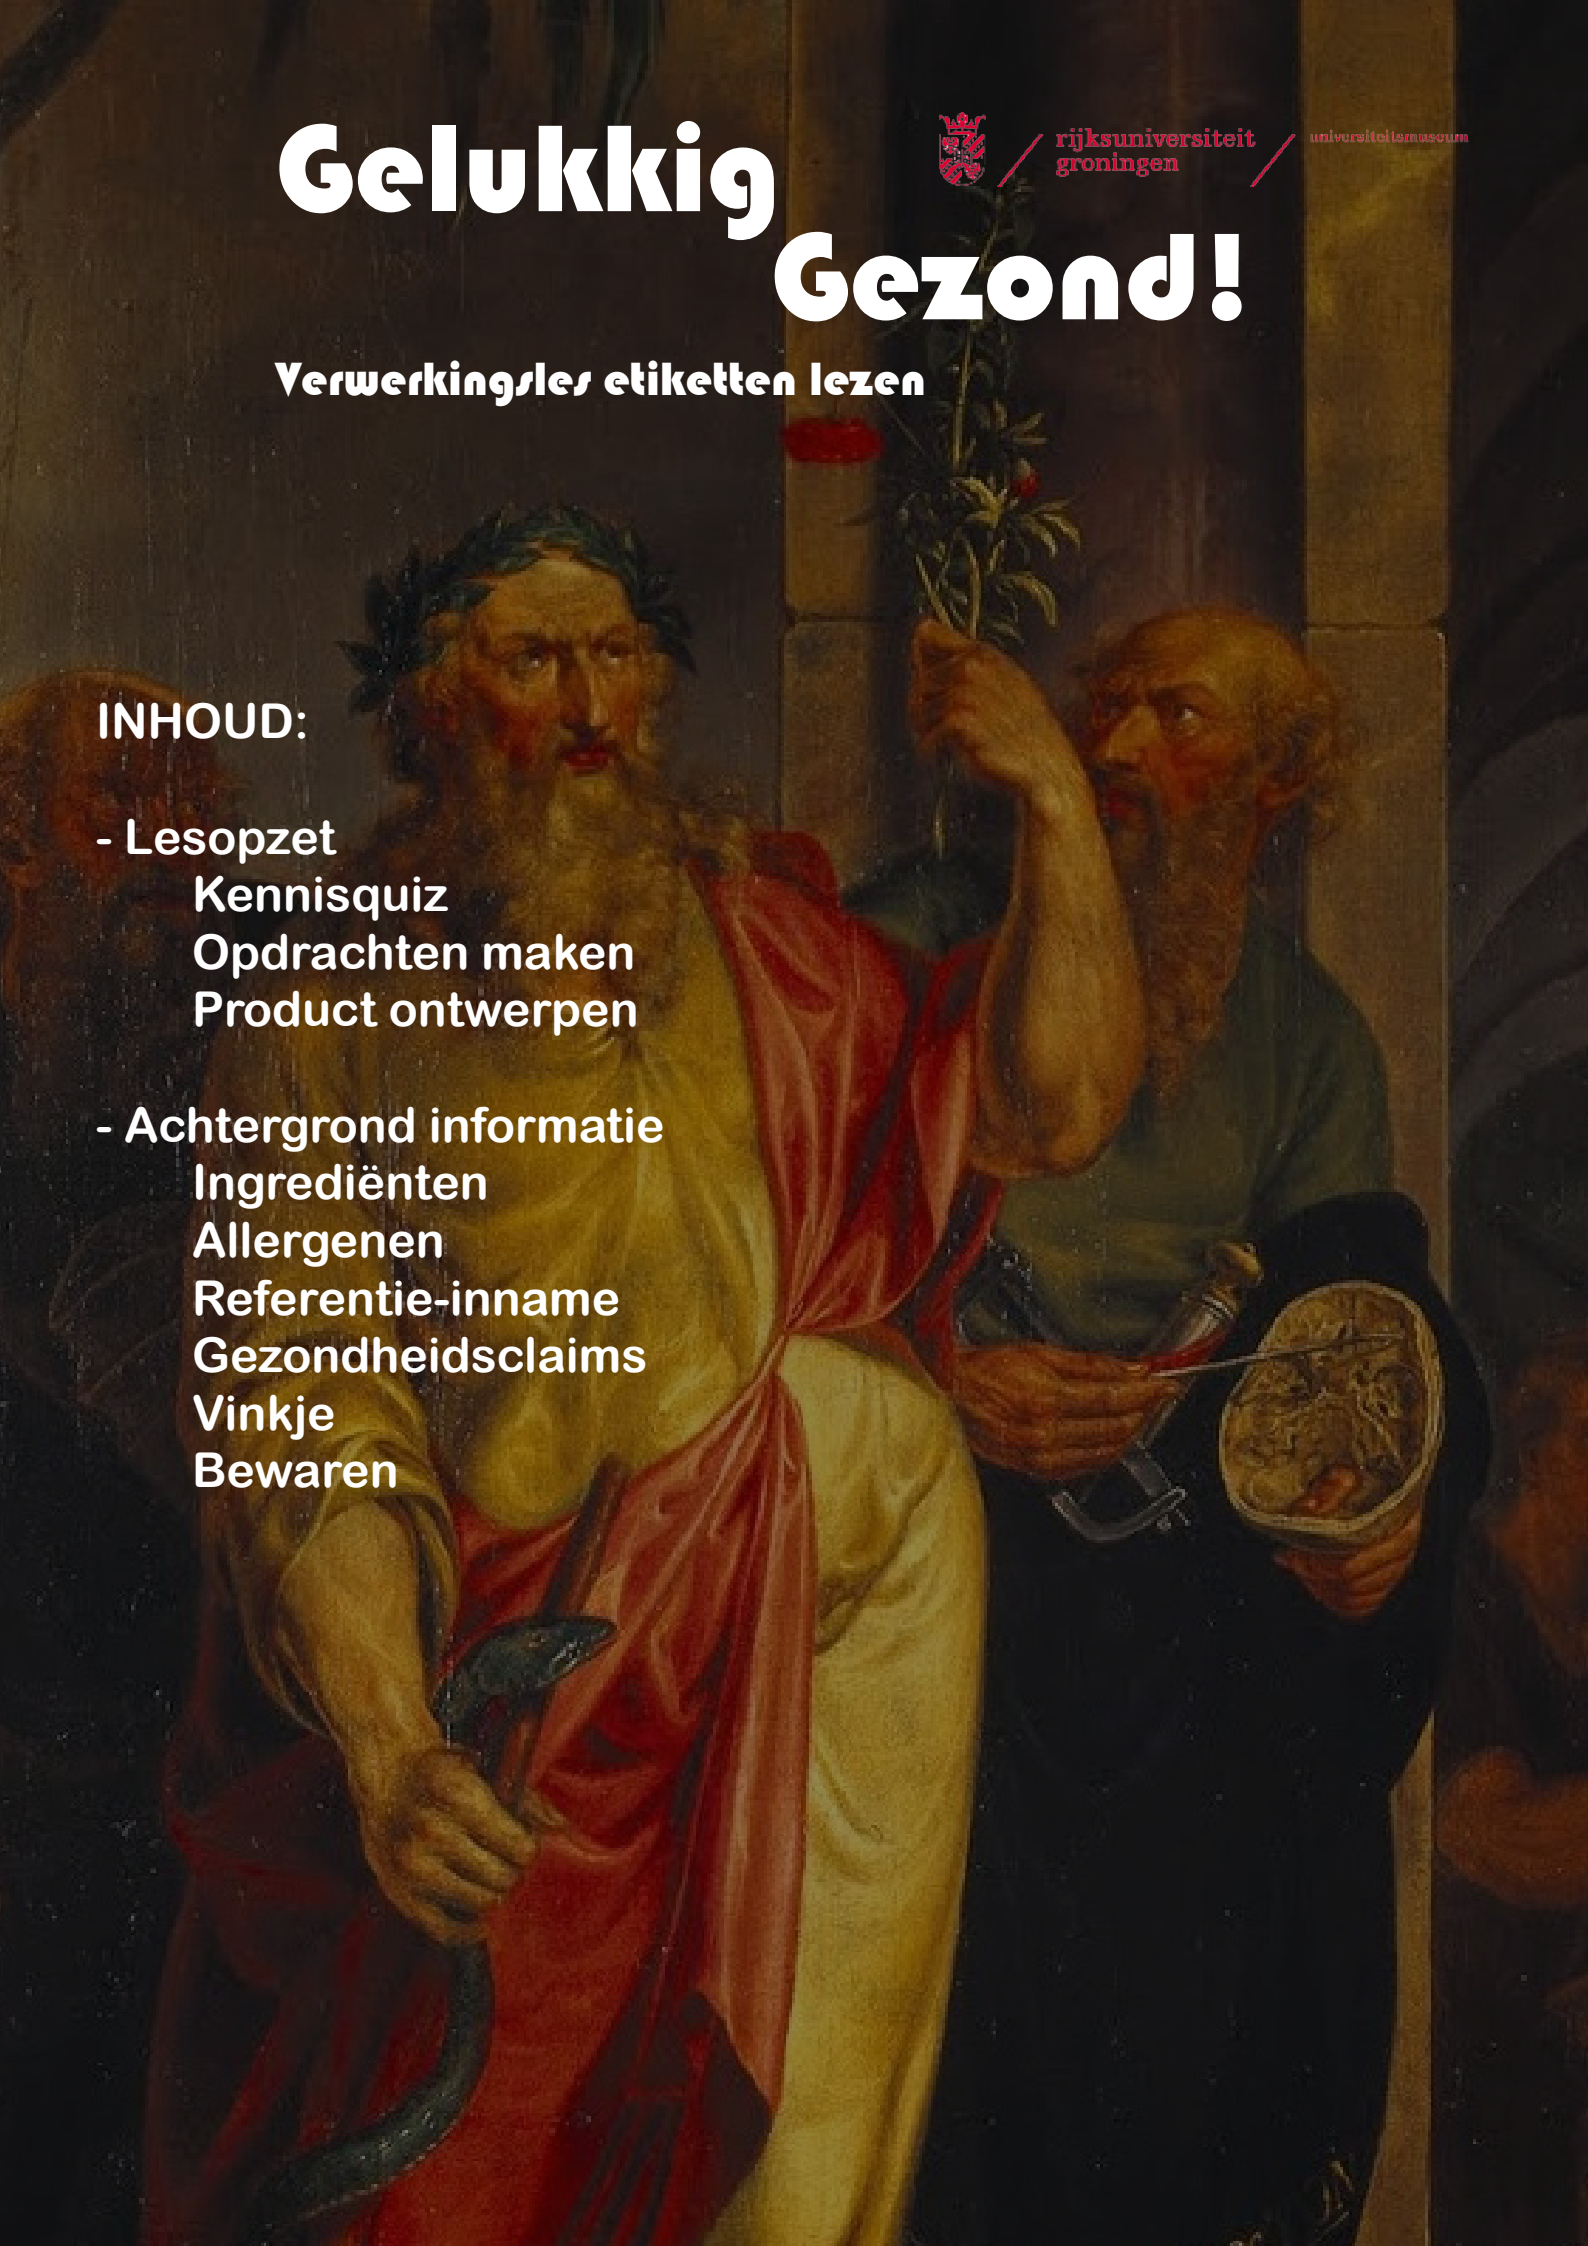 Gelukkig
Gezond!
rijksuniversiteit
groningen
universiteitsmuseum
Verwerkingsles etiketten lezen
INHOUD:
- Lesopzet
Kennisquiz
Opdrachten maken
Product ontwerpen
- Achtergrond informatie
Ingrediënten
Allergenen
Referentie-inname
Gezondheidsclaims
Vinkje
Bewaren